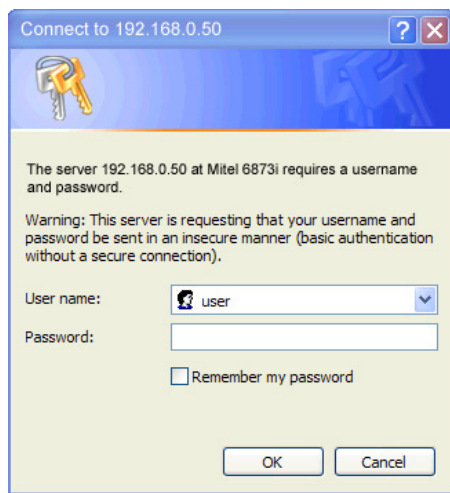 Connect to 192.168.0.50
?
The server 192.168.0.50 at Mitel 6873i requires a username
and password.
Warning: This server is requesting that your username and
password be sent in an insecure manner (basic authentication
without a secure connection).
User name:
user
Password:
Remember my password
OK
Cancel